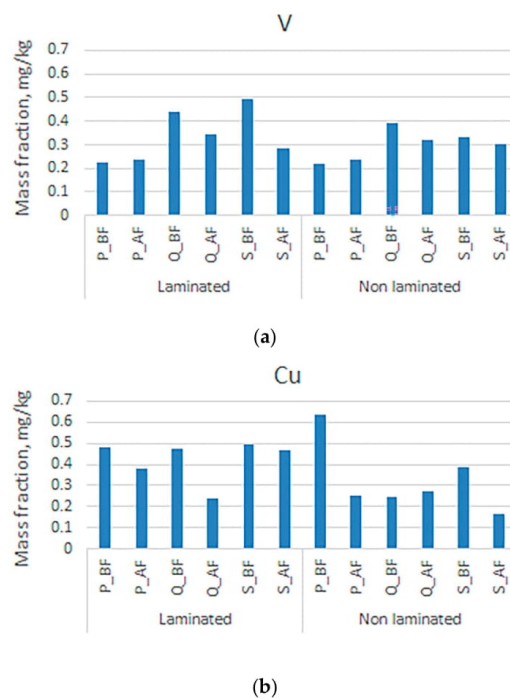 V
Mass fraction, mg/kg
0.7
0.6
0.5
0.4
0.3
0.2
0.1
0
P_BF
P_AF
Q_BF
Q_AF
S_BF
S_AF
P_BF
P_AF
Q_BF
Q_AF
S_BF
S_AF
Laminated
Non laminated
(a)
Cu
Mass fraction, mg/kg
0.7
0.6
0.5
0.4
0.3
0.2
0.1
0
P_BF
P_AF
Q_BF
Q_AF
S_BF
S_AF
P_BF
P_AF
Q_BF
Q_AF
S_BF
S_AF
Laminated
Non laminated
(b)